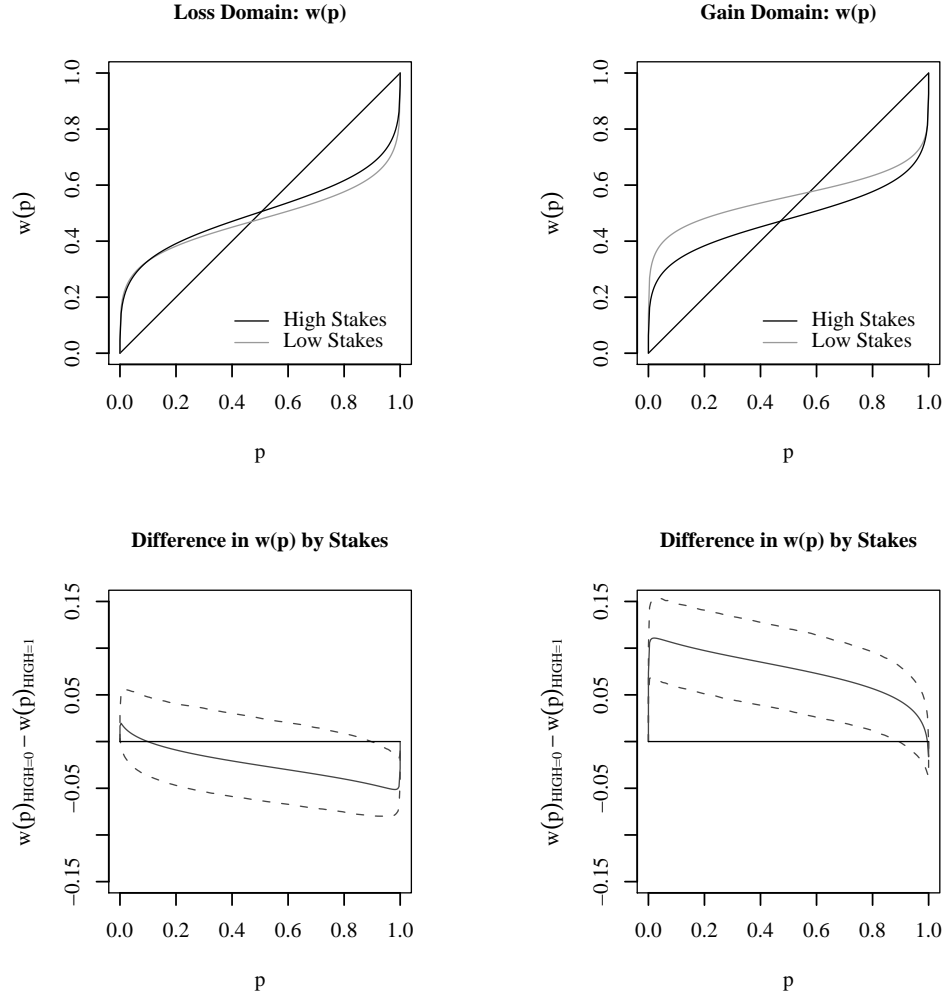 Loss Domain: w(p)
w(p)
1.0
0.8
0.6
0.4
0.2
0.0
High Stakes
Low Stakes
0.0 0.2 0.4 0.6 0.8 1.0
p
Gain Domain: w(p)
w(p)
1.0
0.8
0.6
0.4
0.2
0.0
High Stakes
Low Stakes
0.0 0.2 0.4 0.6 0.8 1.0
p
Difference in w(p) by Stakes
w(p)HIGH=0 − w(p)HIGH=1
0.15
0.05
−0.05
−0.15
0.0 0.2 0.4 0.6 0.8 1.0
p
Difference in w(p) by Stakes
w(p)HIGH=0 − w(p)HIGH=1
0.15
0.05
−0.05
−0.15
0.0 0.2 0.4 0.6 0.8 1.0
p